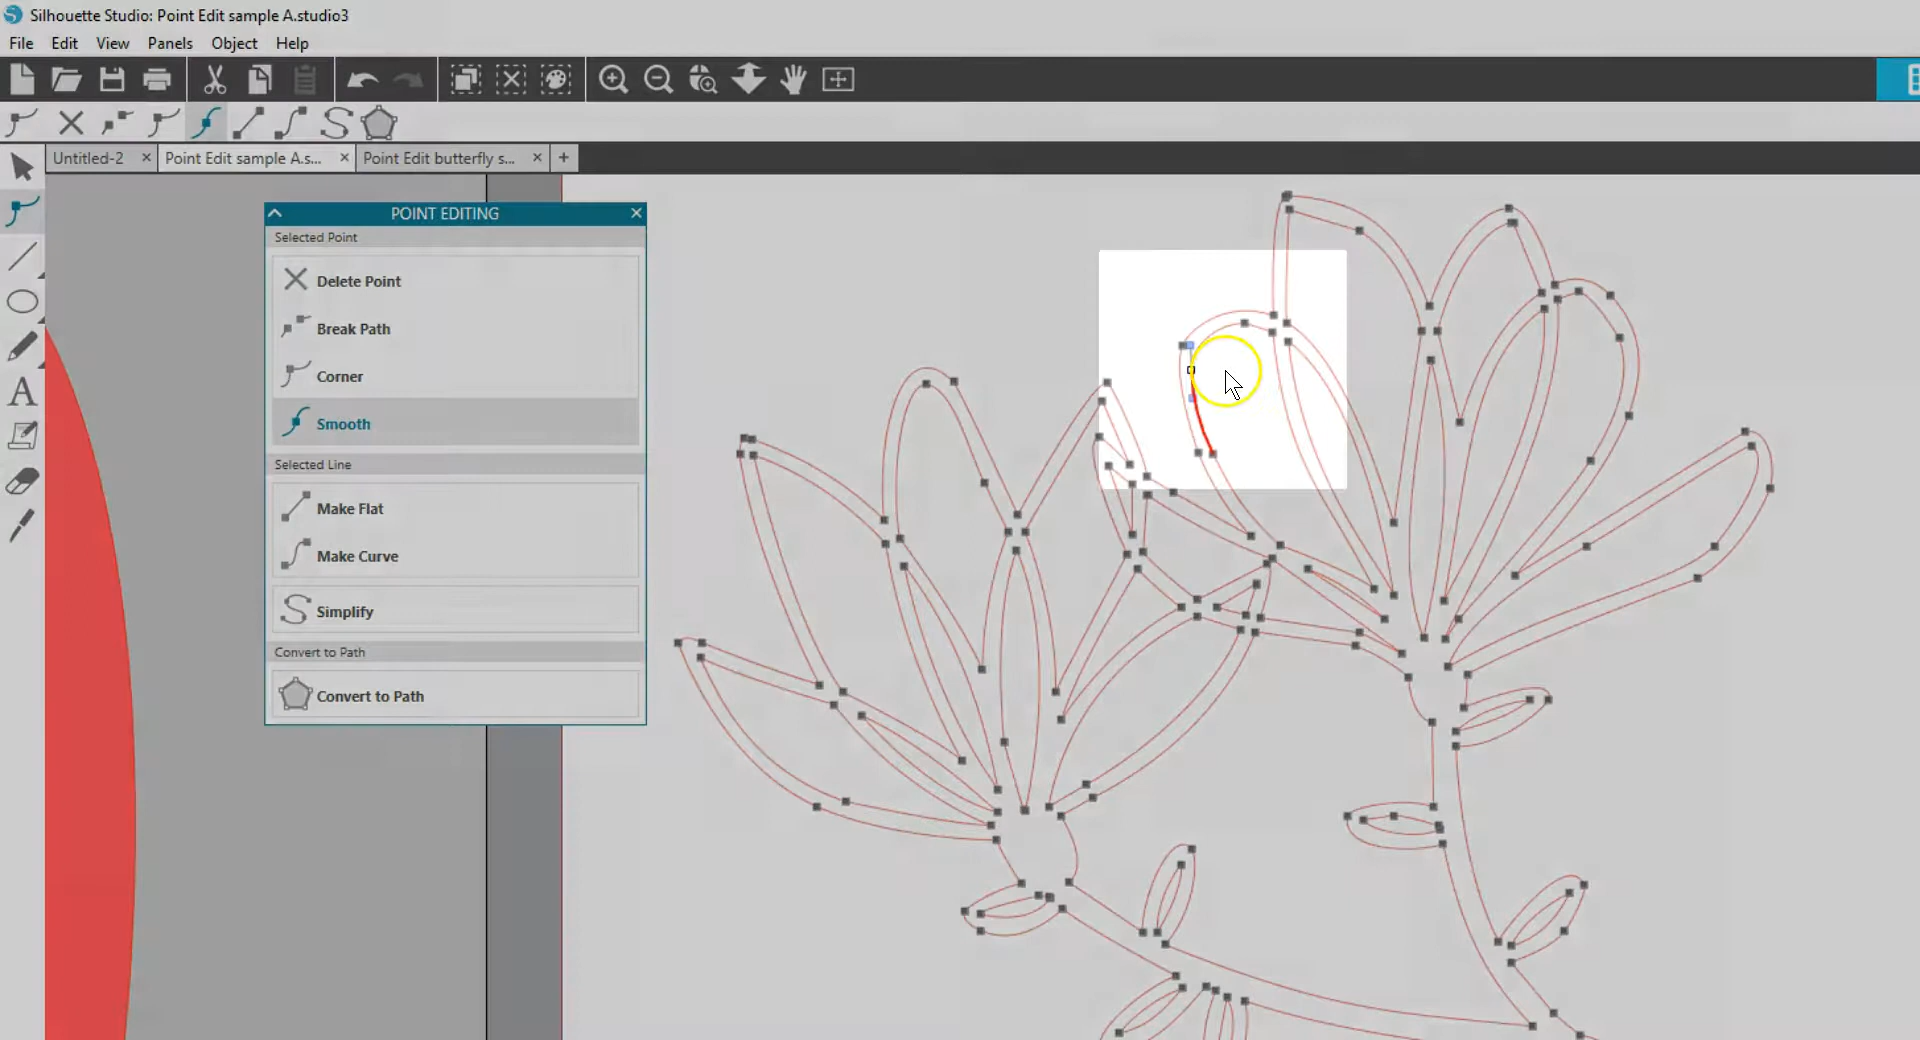 Silhouette Studio: Point Edit sample A.studio3
File Edit View Panels Object Help
Untitled-2 Point Edit sample A.s... Point Edit butterfly s...
POINT EDITING
Selected Point
Delete Point
Break Path
Corner
Smooth
Selected Line
Make Flat
Make Curve
Simplify
Convert to Path
Convert to Path